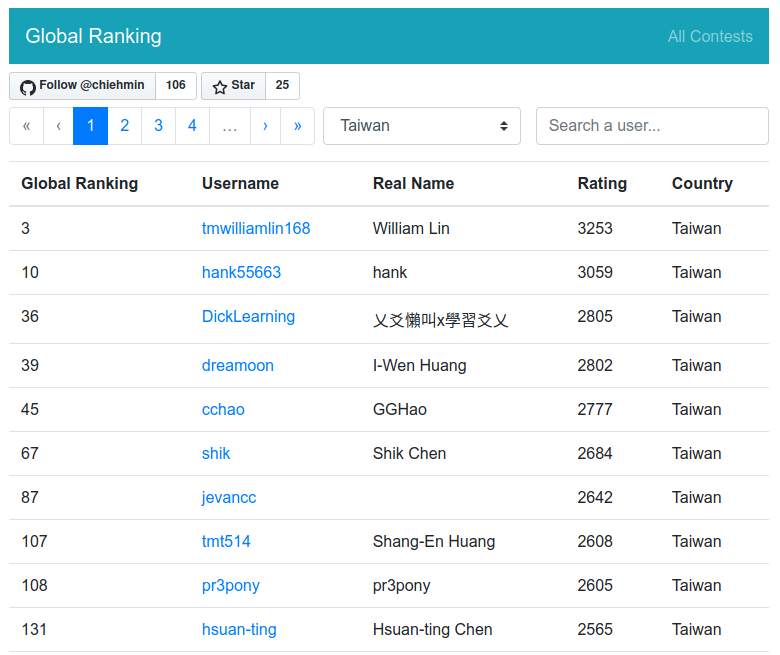 Global Ranking All Contests
Follow @chiehmin 106 Star 25
« ‹ 1 2 3 4 … › » Taiwan Search a user...
Global Ranking Username Real Name Rating Country
3 tmwilliamlin168 William Lin 3253 Taiwan
10 hank55663 hank 3059 Taiwan
36 DickLearning 乂爻懶叫x學習爻乂 2805 Taiwan
39 dreamoon I-Wen Huang 2802 Taiwan
45 cchao GGHao 2777 Taiwan
67 shik Shik Chen 2684 Taiwan
87 jevancc 2642 Taiwan
107 tmt514 Shang-En Huang 2608 Taiwan
108 pr3pony pr3pony 2605 Taiwan
131 hsuan-ting Hsuan-ting Chen 2565 Taiwan